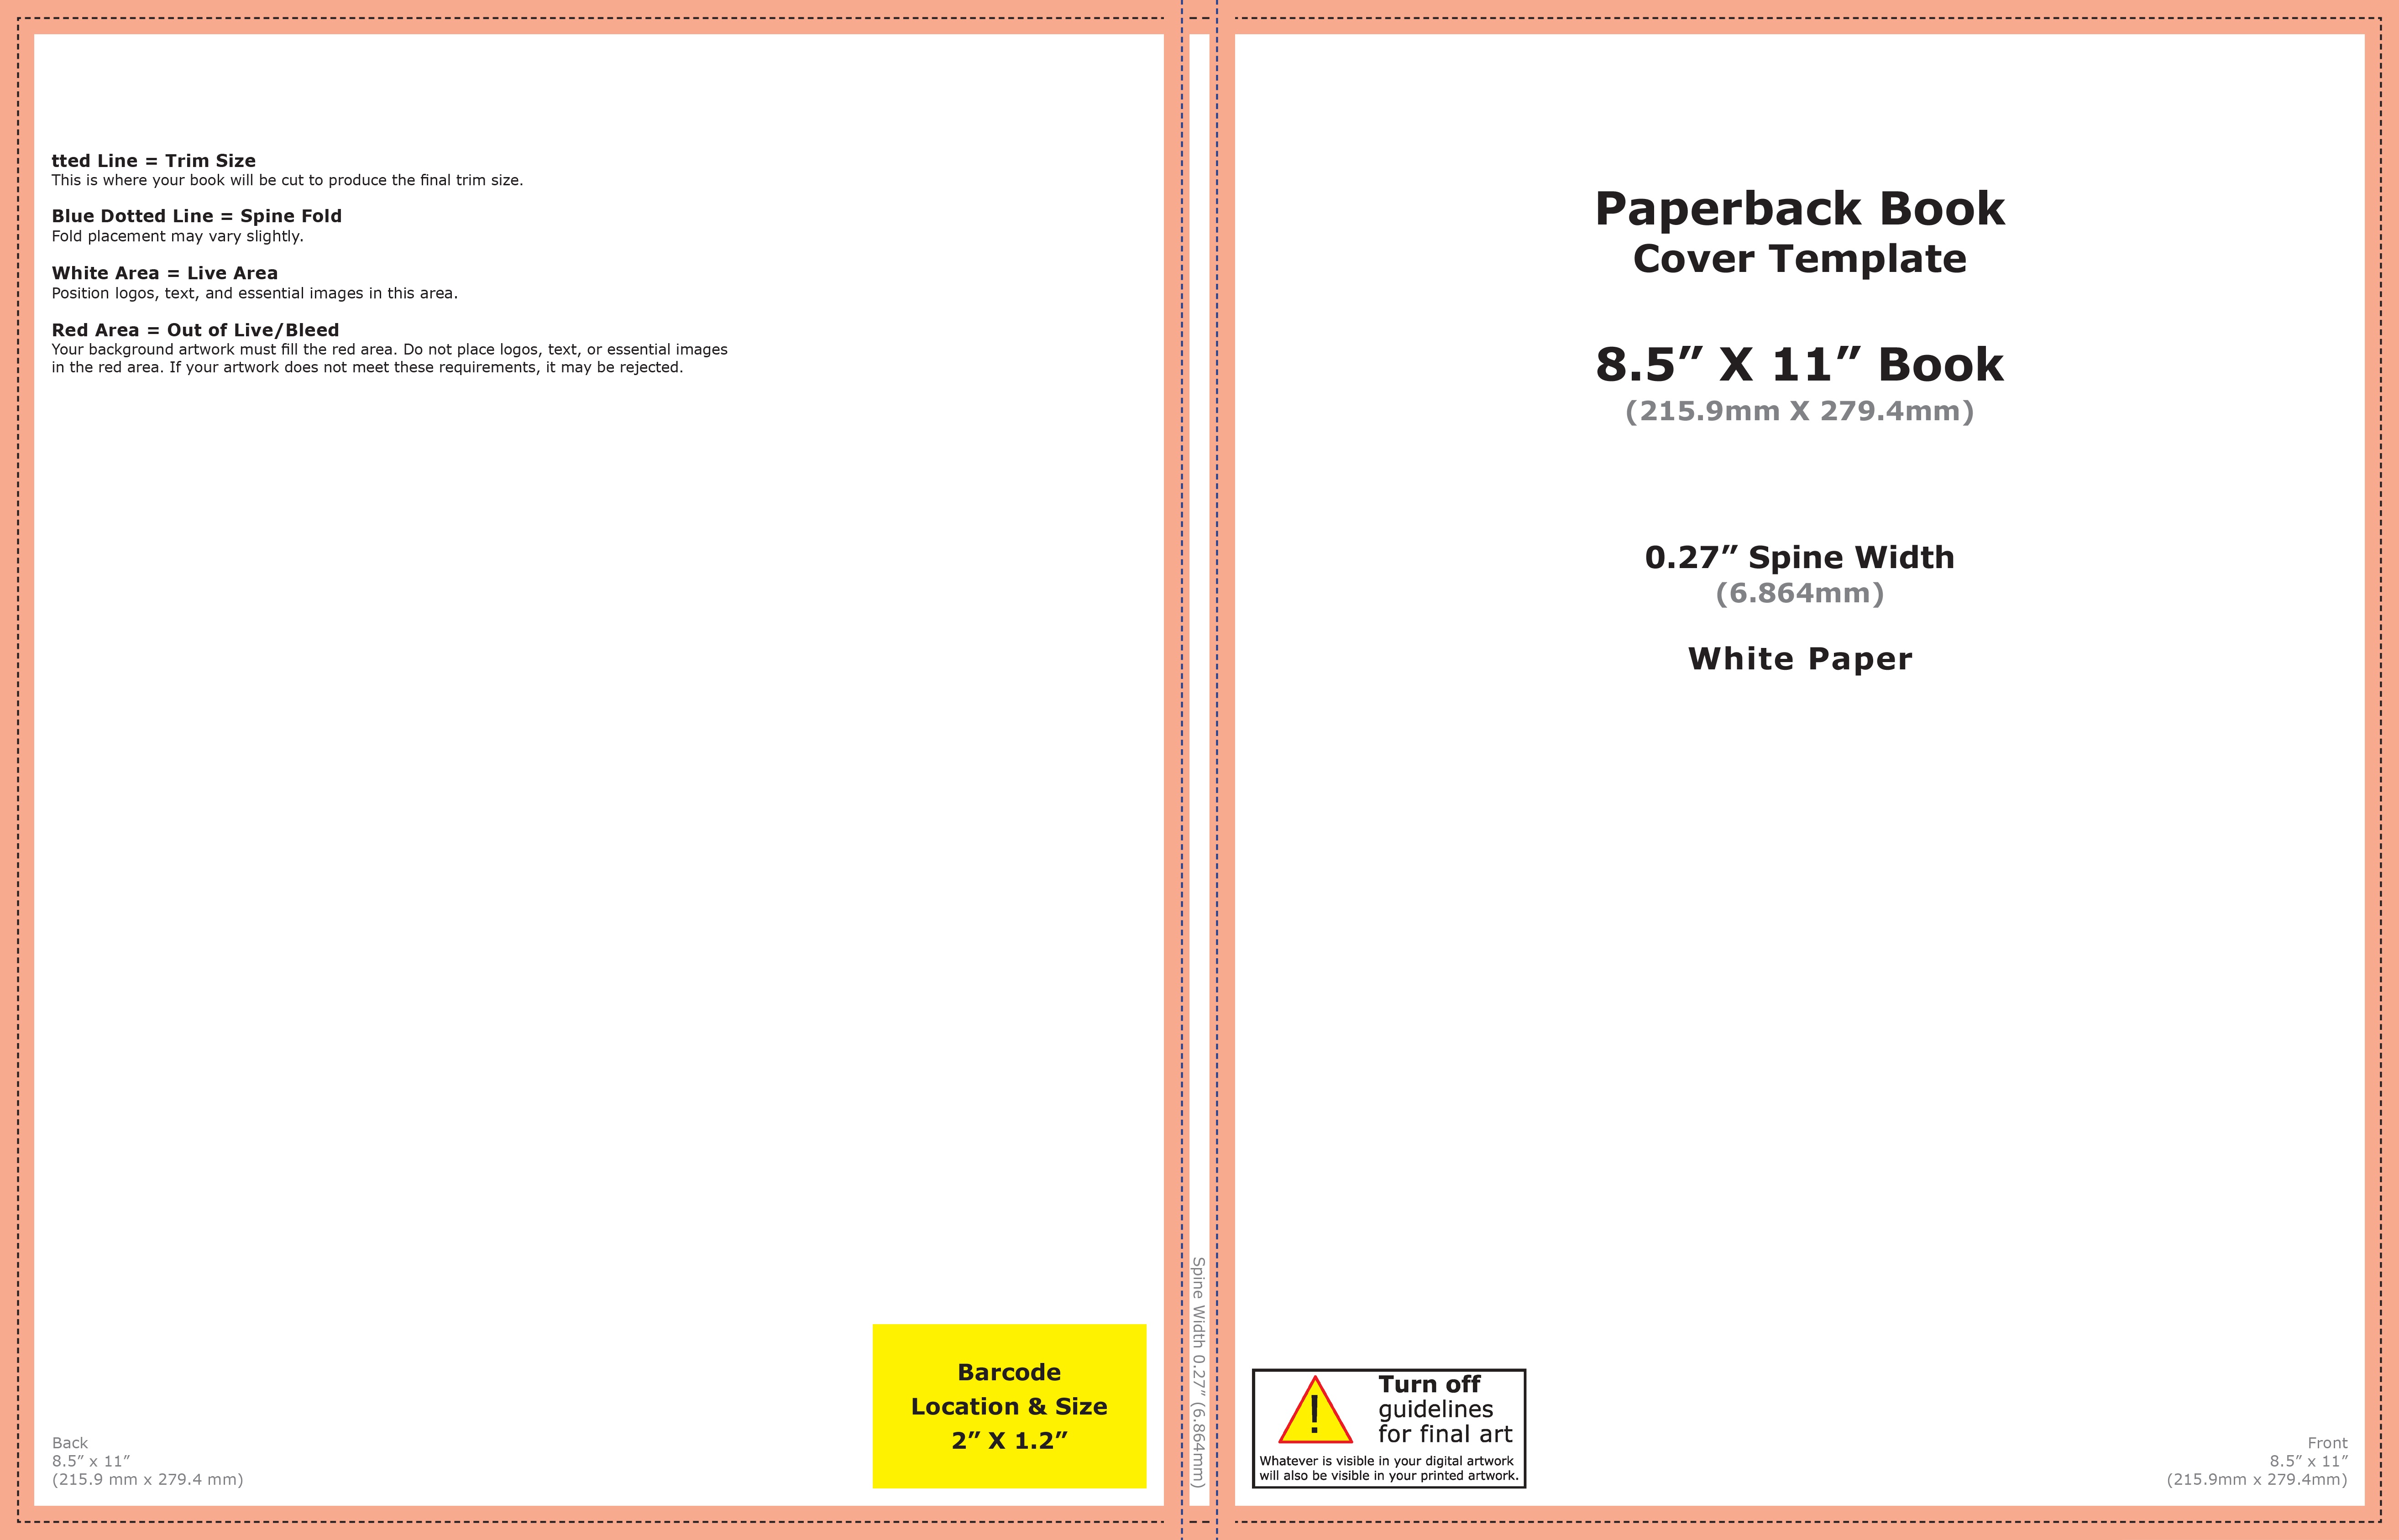 tted Line = Trim Size
This is where your book will be cut to produce the final trim size.
Blue Dotted Line = Spine Fold
Fold placement may vary slightly.
White Area = Live Area
Position logos, text, and essential images in this area.
Red Area = Out of Live/Bleed
Your background artwork must fill the red area. Do not place logos, text, or essential images
in the red area. If your artwork does not meet these requirements, it may be rejected.
Barcode
Location & Size
2” X 1.2”
Back
8.5” x 11”
(215.9 mm x 279.4 mm)
Spine Width 0.27” (6.864mm)
Paperback Book
Cover Template
8.5” X 11” Book
(215.9mm X 279.4mm)
0.27” Spine Width
(6.864mm)
White Paper
!
Turn off
guidelines
for final art
Whatever is visible in your digital artwork
will also be visible in your printed artwork.
Front
8.5” x 11”
(215.9mm x 279.4mm)